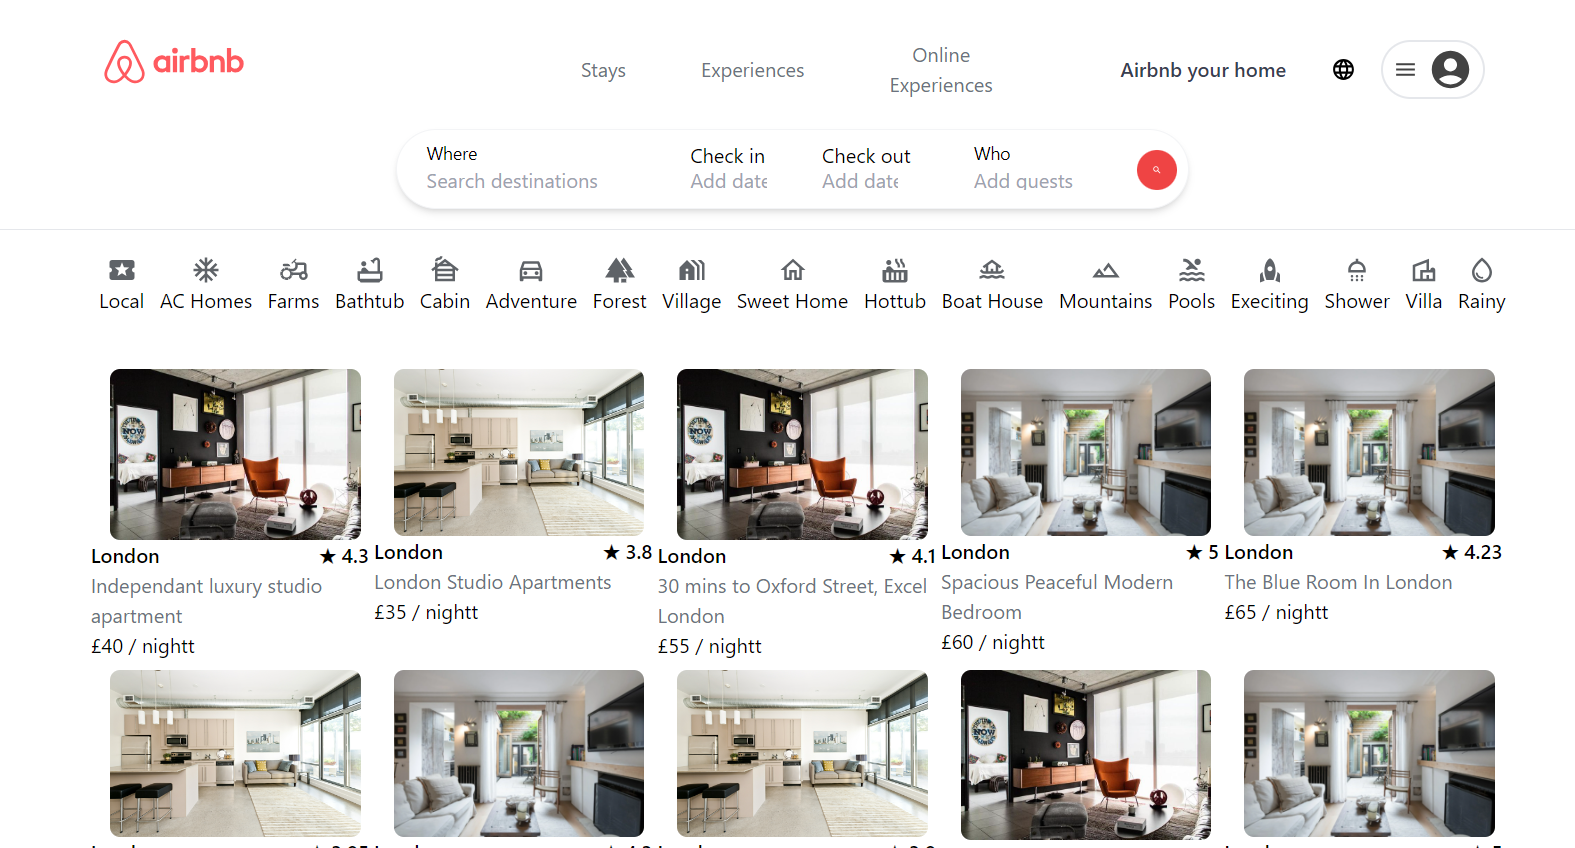 airbnb
Stays
Experiences
Online
Experiences
Airbnb your home
Where
Search destinations
Check in
Add date
Check out
Add date
Who
Add guests
Local
AC Homes
Farms
Bathtub
Cabin
Adventure
Forest
Village
Sweet Home
Hottub
Boat House
Mountains
Pools
Execiting
Shower
Villa
Rainy
London ★ 4.3
Independant luxury studio
apartment
£40 / nightt
London ★ 3.8
London Studio Apartments
£35 / nightt
London ★ 4.1
30 mins to Oxford Street, Excel
London
£55 / nightt
London ★ 5
Spacious Peaceful Modern
Bedroom
£60 / nightt
London ★ 4.23
The Blue Room In London
£65 / nightt
NOW
NOW
NOW